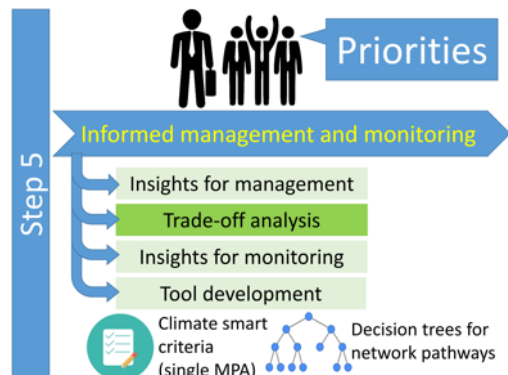 Priorities
Step 5
Informed management and monitoring
Insights for management
Trade-off analysis
Insights for monitoring
Tool development
Climate smart
criteria
(single MPA)
Decision trees for
network pathways